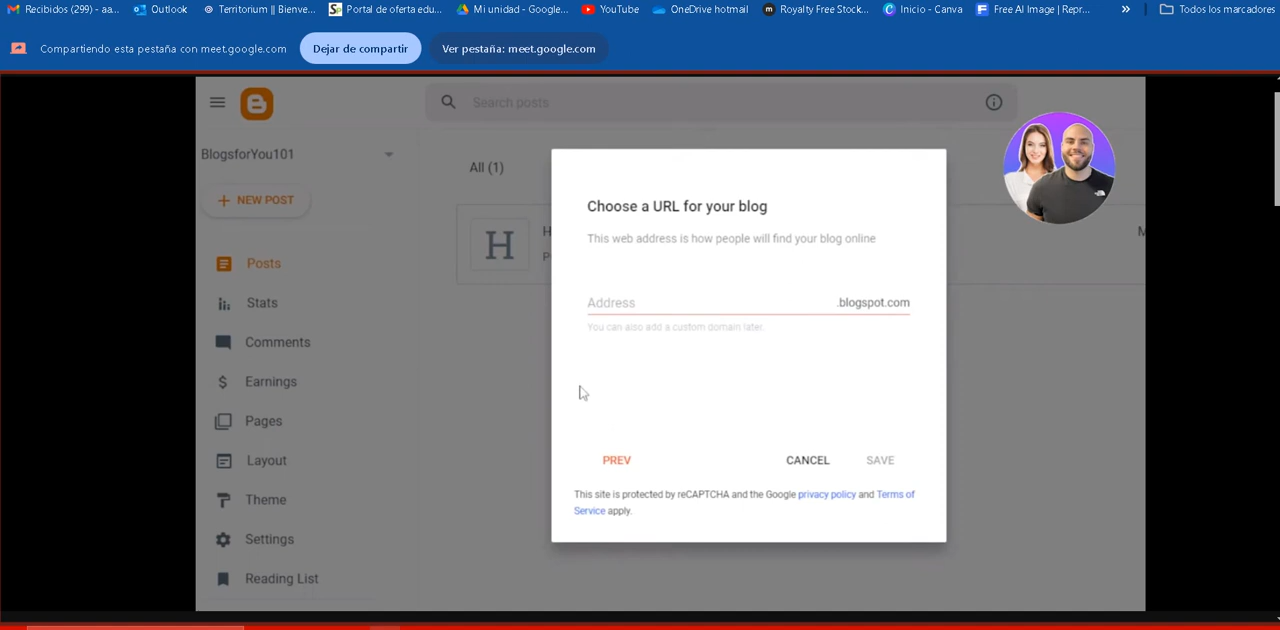 Recibidos (299) - aa... Outlook Territorium || Bienve... Portal de oferta edu... Mi unidad - Google... YouTube OneDrive hotmail Royalty Free Stock... Inicio - Canva Free AI Image | Repr... » Todos los marcadores
Compartiendo esta pestaña con meet.google.com Dejar de compartir Ver pestaña: meet.google.com
Search posts
BlogsforYou101
All (1)
NEW POST
H
H
M
P
Posts
Stats
Comments
Earnings
Pages
Layout
Theme
Settings
Reading List
Choose a URL for your blog
This web address is how people will find your blog online
Address .blogspot.com
You can also add a custom domain later.
PREV CANCEL SAVE
This site is protected by reCAPTCHA and the Google privacy policy and Terms of
Service apply.